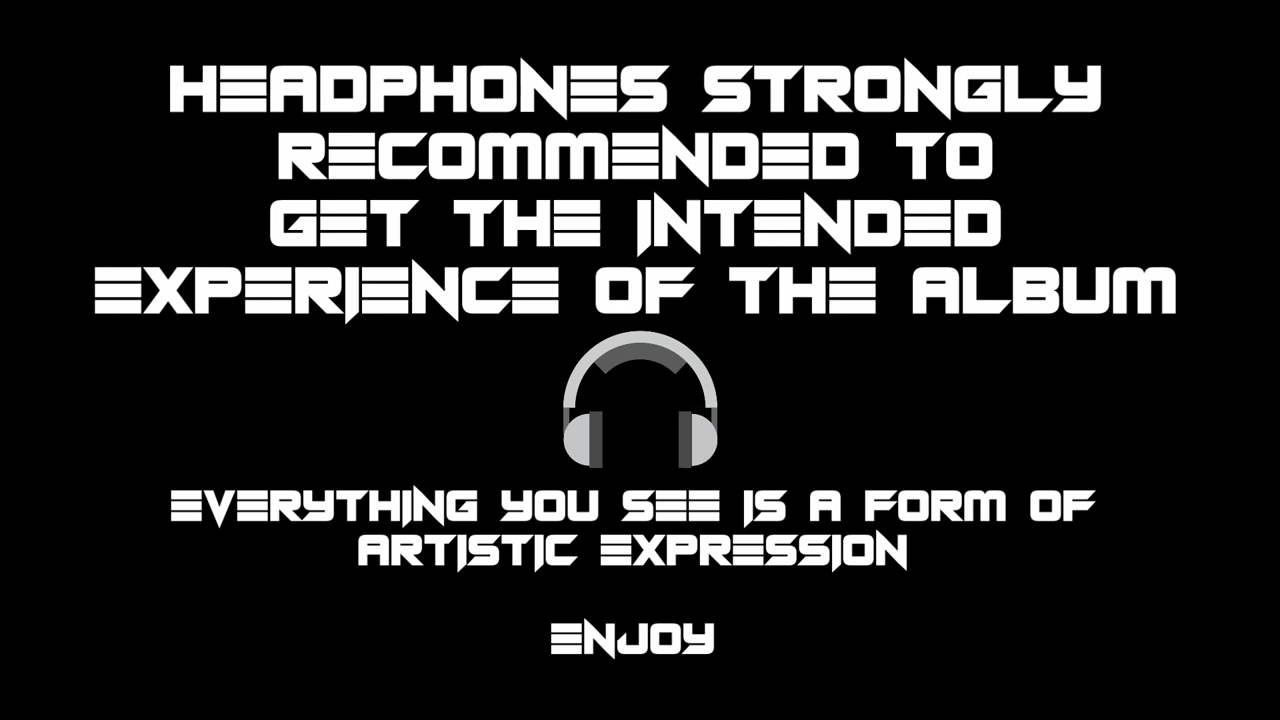 HEADPHONES STRONGLY
RECOMMENDED TO
GET THE INTENDED
EXPERIENCE OF THE ALBUM
EVERYTHING YOU SEE IS A FORM OF
ARTISTIC EXPRESSION
ENJOY